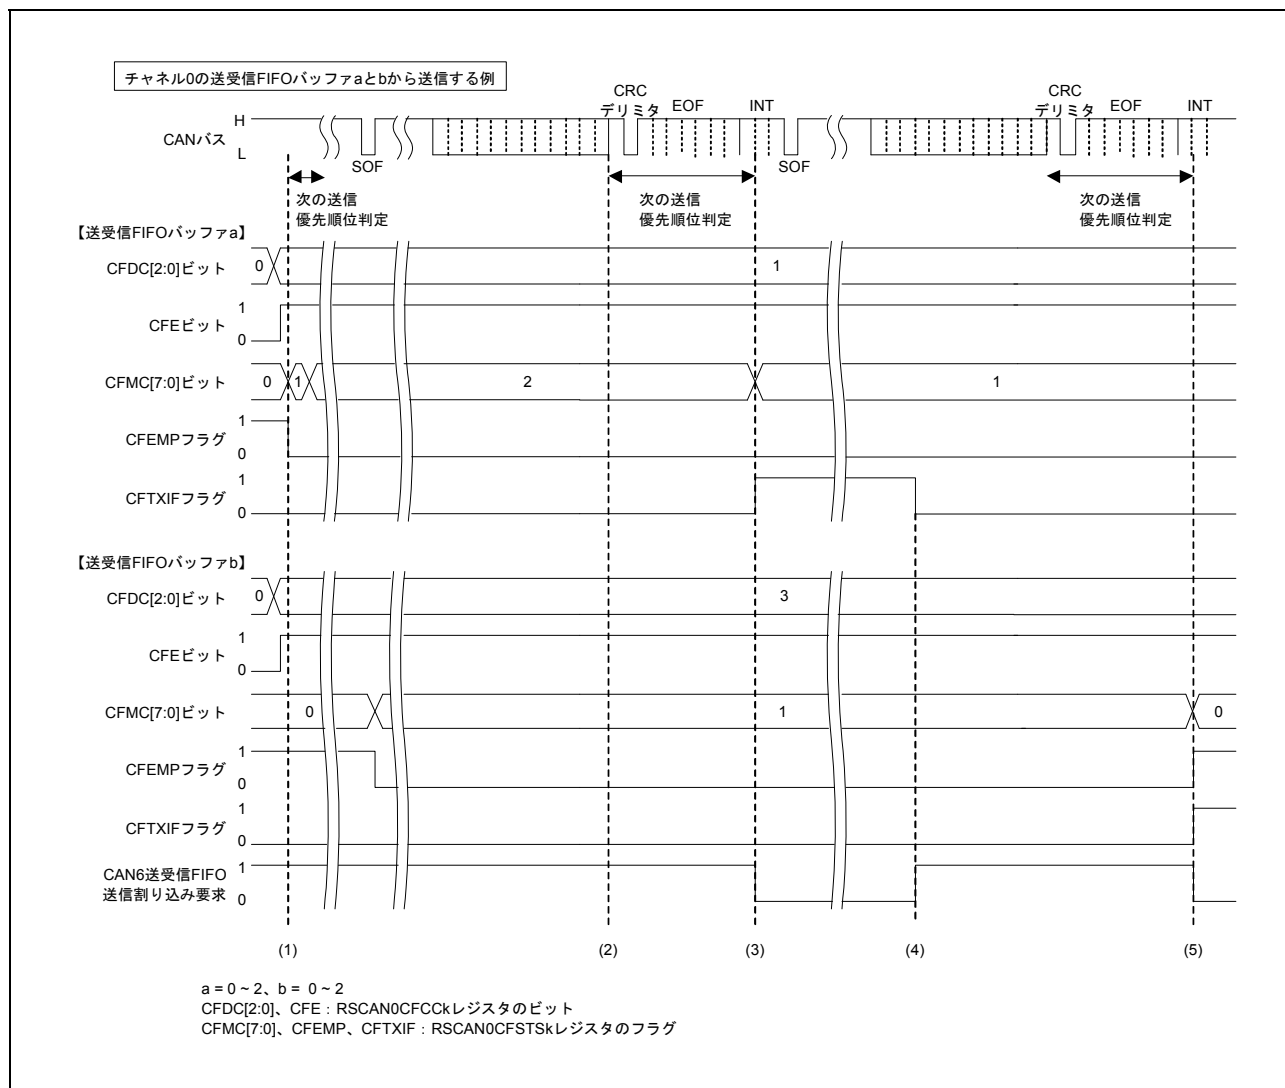 チャネル0の送受信FIFOバッファaとbから送信する例
CRC
デリミタ
EOF
INT
CRC
デリミタ
EOF
INT
CANバス
H
L
SOF
SOF
次の送信
優先順位判定
次の送信
優先順位判定
次の送信
優先順位判定
【送受信FIFOバッファa】
CFDC[2:0]ビット
0
1
CFEビット
1
0
CFMC[7:0]ビット
0
1
2
1
CFEMPフラグ
1
0
CFTXIFフラグ
1
0
【送受信FIFOバッファb】
CFDC[2:0]ビット
0
3
CFEビット
1
0
CFMC[7:0]ビット
0
1
0
CFEMPフラグ
1
0
CFTXIFフラグ
1
0
CAN6送受信FIFO
送信割り込み要求
1
0
(1)
(2)
(3)
(4)
(5)
a = 0 ~ 2、b = 0 ~ 2
CFDC[2:0]、CFE : RSCAN0CFCCkレジスタのビット
CFMC[7:0]、CFEMP、CFTXIF : RSCAN0CFSTSkレジスタのフラグ